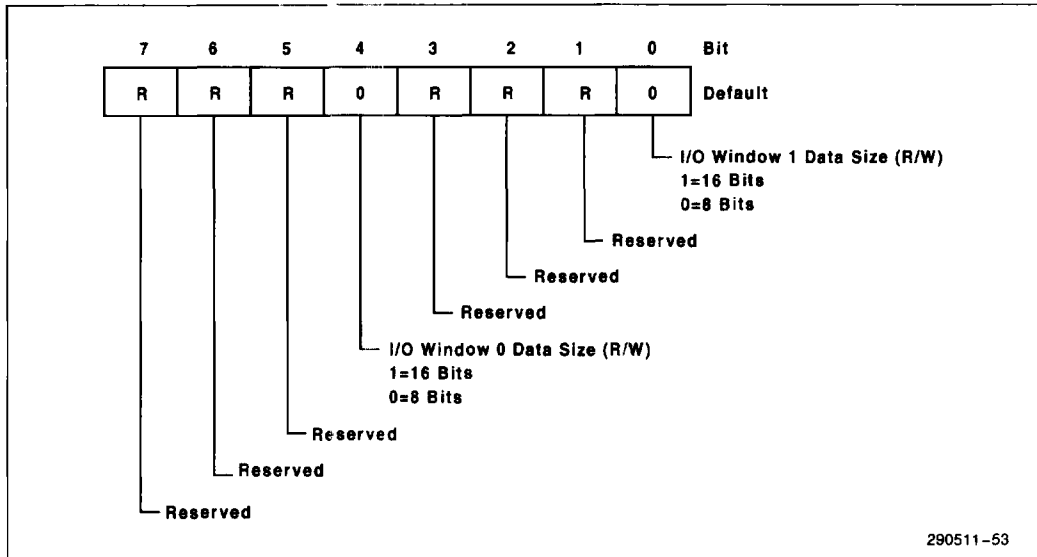 7 6 5 4 3 2 1 0 Bit
R R R 0 R R R 0 Default
I/O Window 1 Data Size (R/W)
1=16 Bits
0=8 Bits
Reserved
Reserved
Reserved
I/O Window 0 Data Size (R/W)
1=16 Bits
0=8 Bits
Reserved
Reserved
Reserved
290511–53